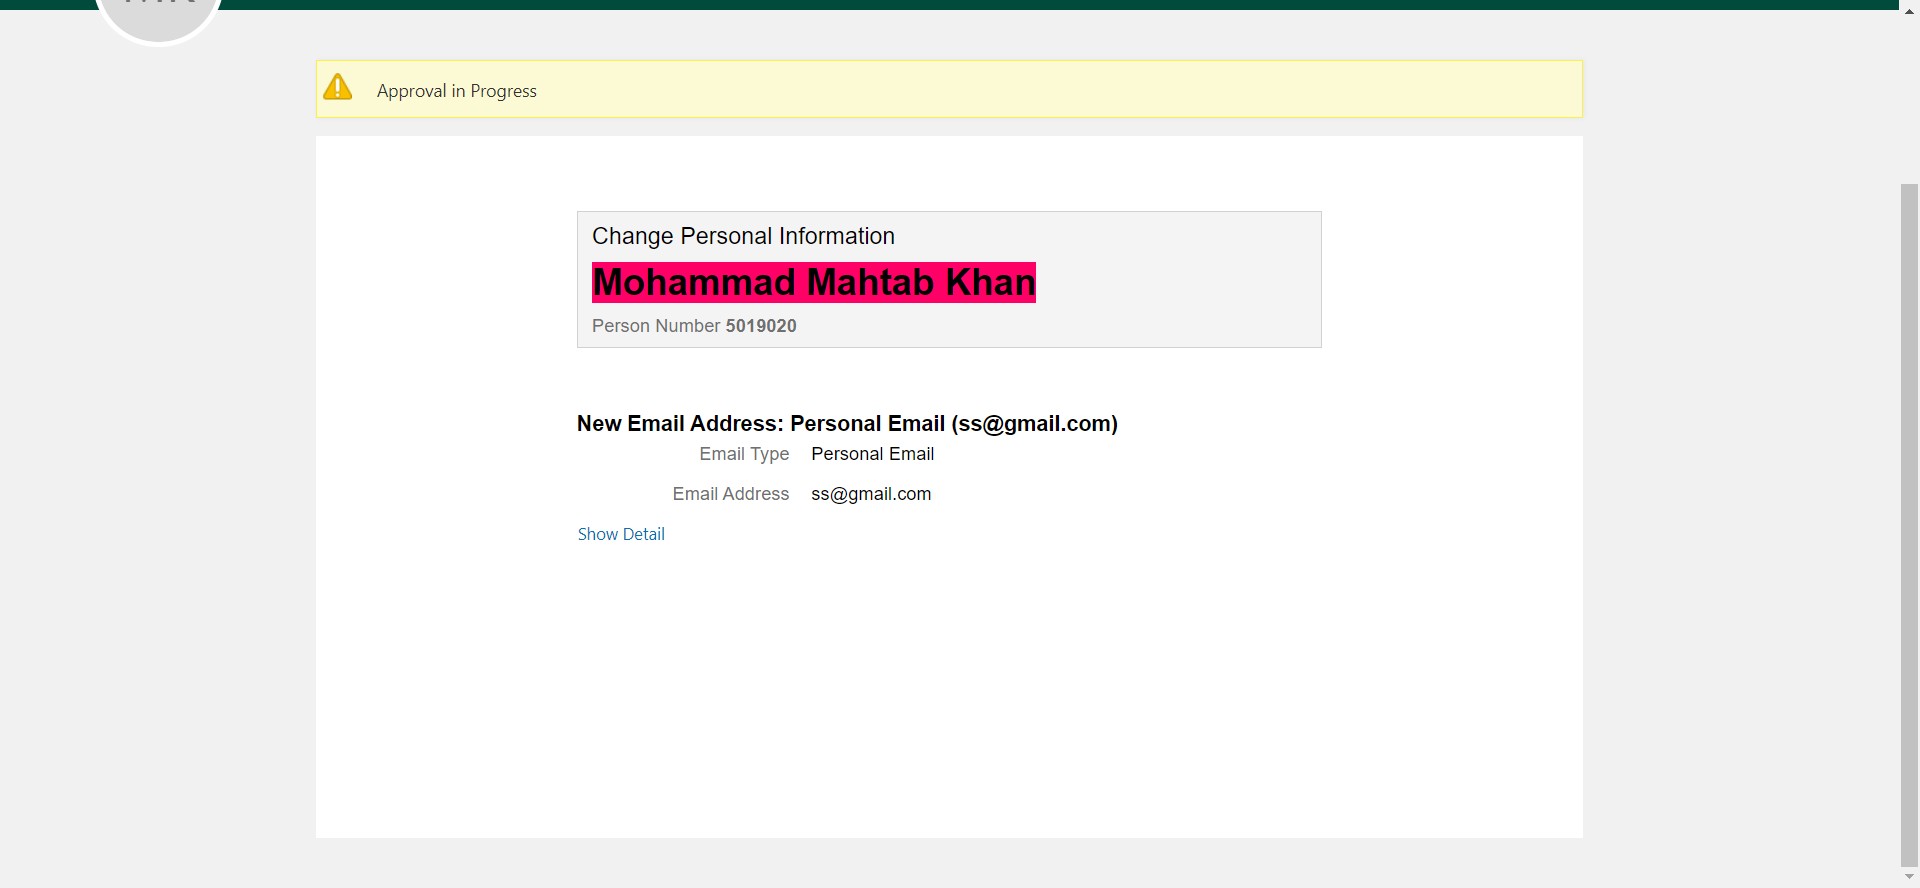 Approval in Progress
Change Personal Information
Mohammad Mahtab Khan
Person Number 5019020
New Email Address: Personal Email (ss@gmail.com)
Email Type Personal Email
Email Address ss@gmail.com
Show Detail